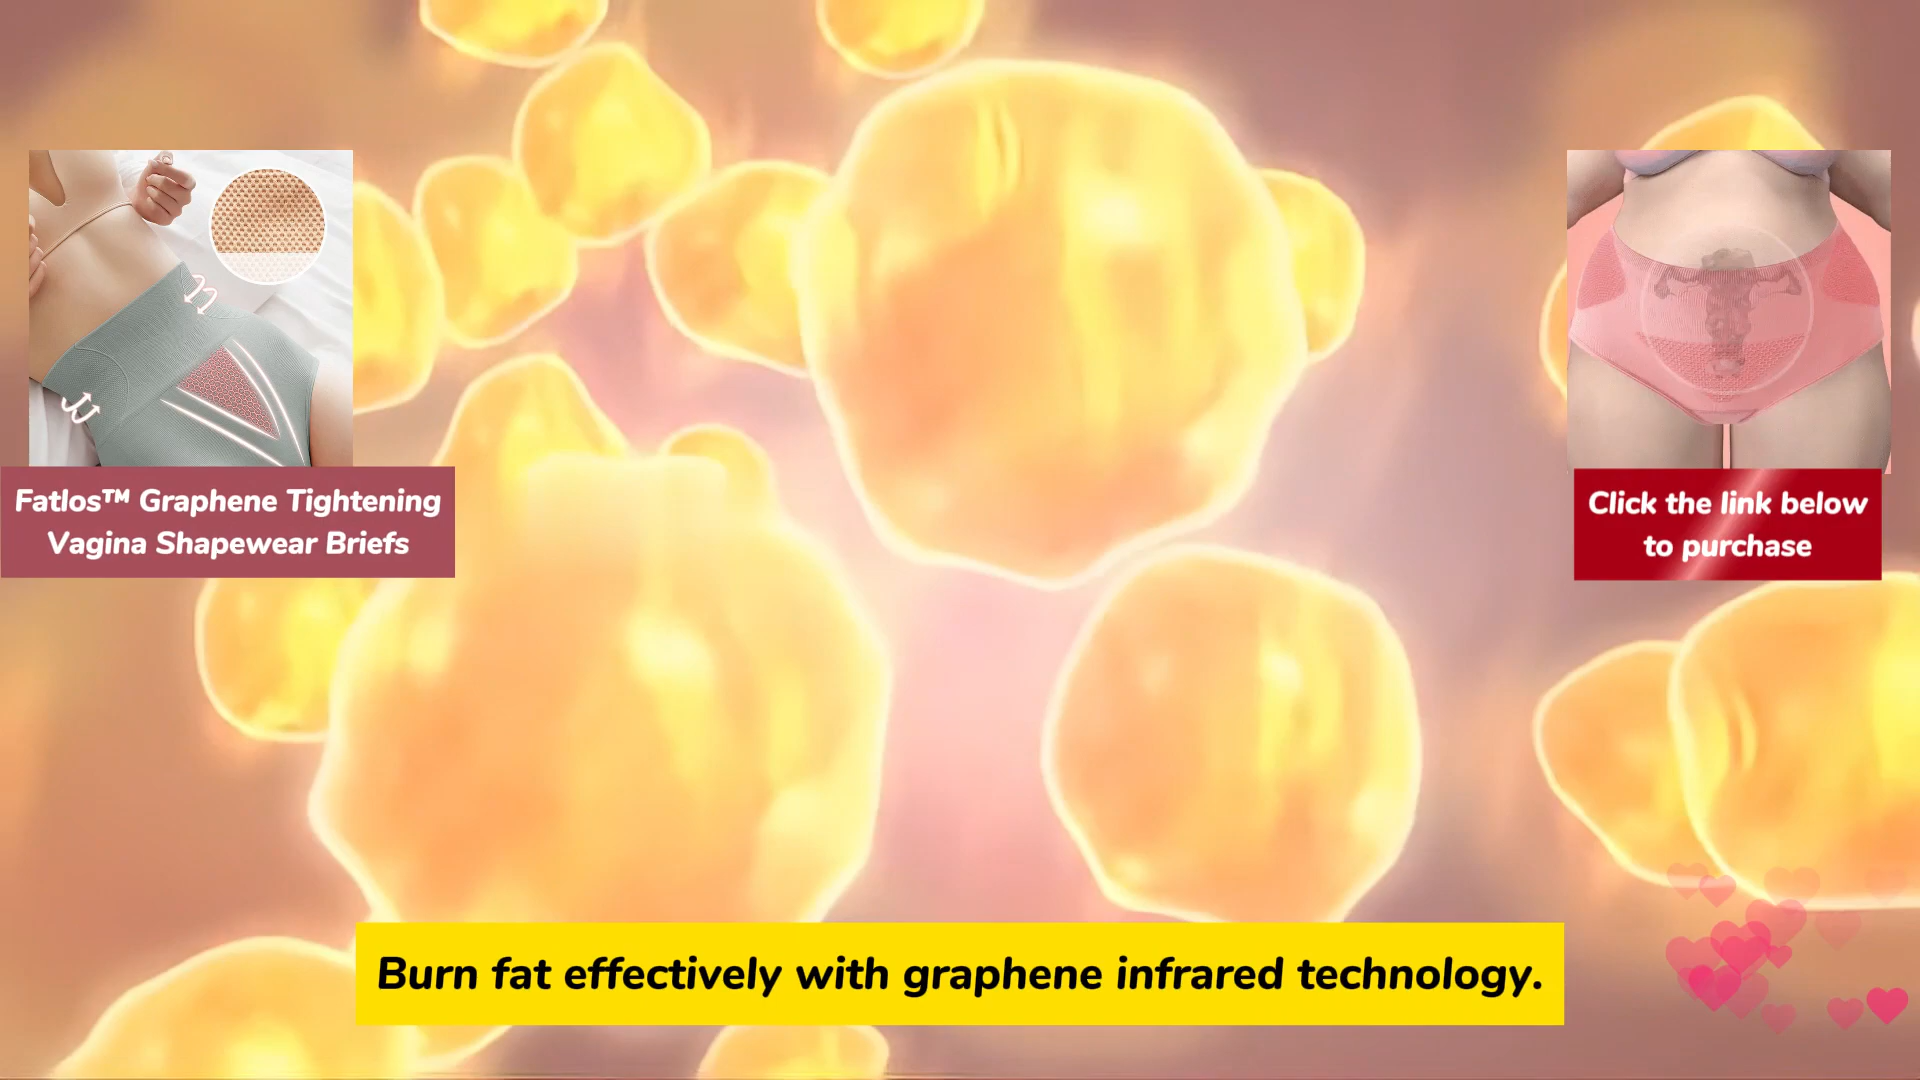 Fatlos™ Graphene Tightening
Vagina Shapewear Briefs
Click the link below
to purchase
Burn fat effectively with graphene infrared technology.